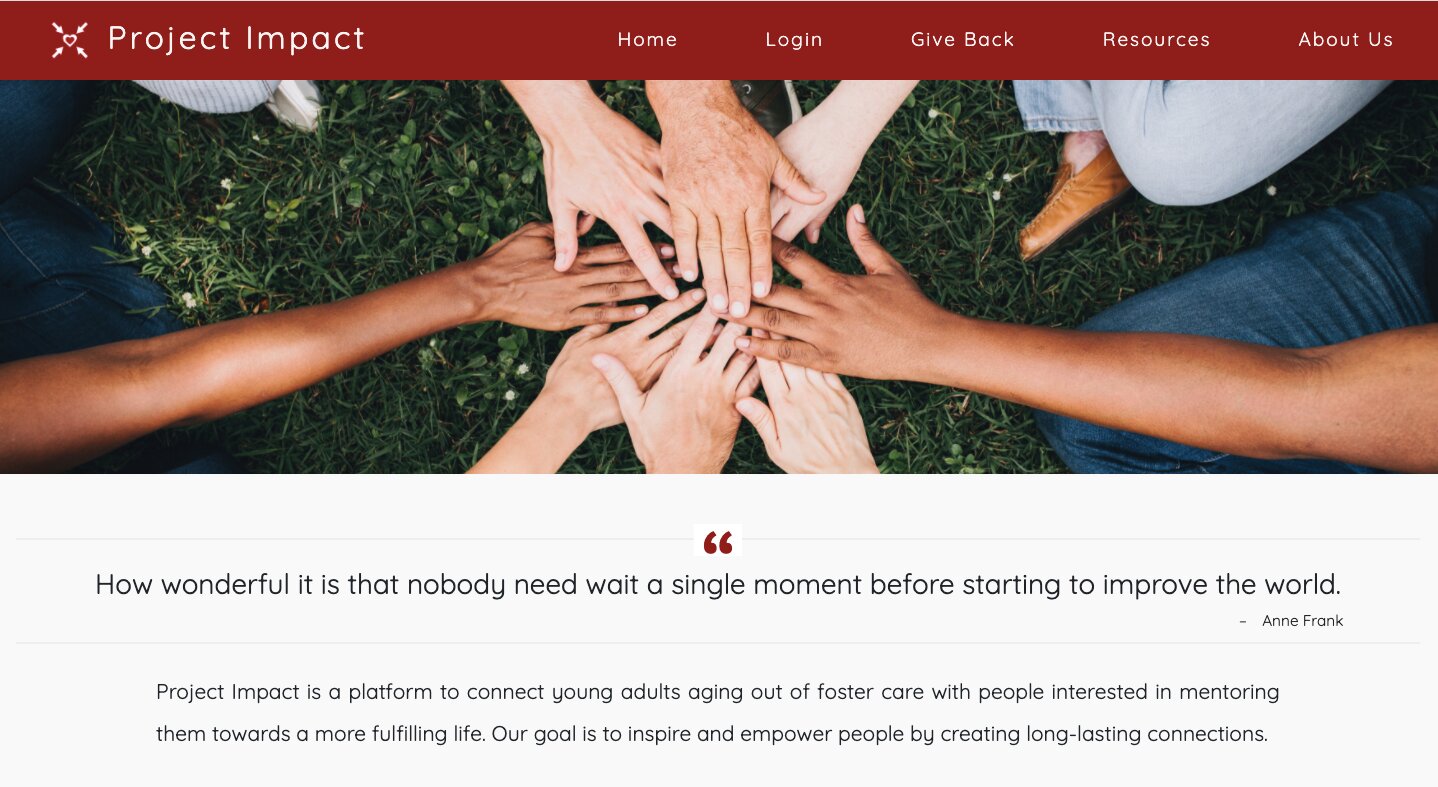 Project Impact
Home
Login
Give Back
Resources
About Us
“
How wonderful it is that nobody need wait a single moment before starting to improve the world.
– Anne Frank
Project Impact is a platform to connect young adults aging out of foster care with people interested in mentoring
them towards a more fulfilling life. Our goal is to inspire and empower people by creating long-lasting connections.